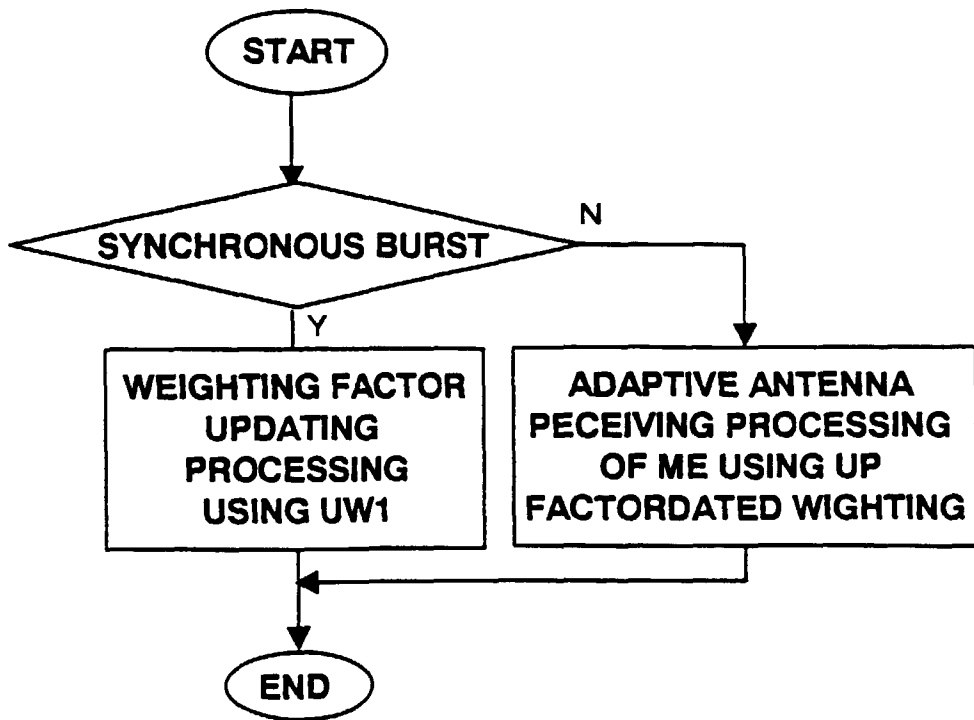 START
SYNCHRONOUS BURST
N
Y
WEIGHTING FACTOR
UPDATING
PROCESSING
USING UW1
ADAPTIVE ANTENNA
PECEIVING PROCESSING
OF ME USING UP
FACTORDATED WIGHTING
END